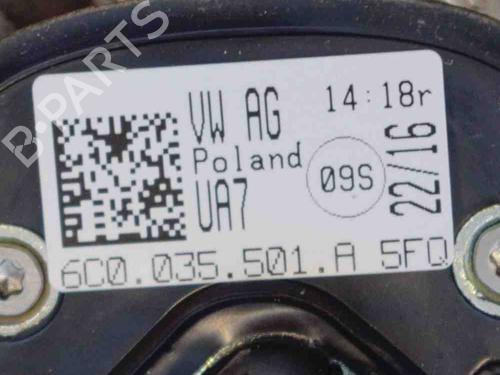 VW AG 14:18r
Poland
UA7
09S
22/16
6C0.035.501.A 5FQ
B-PARTS